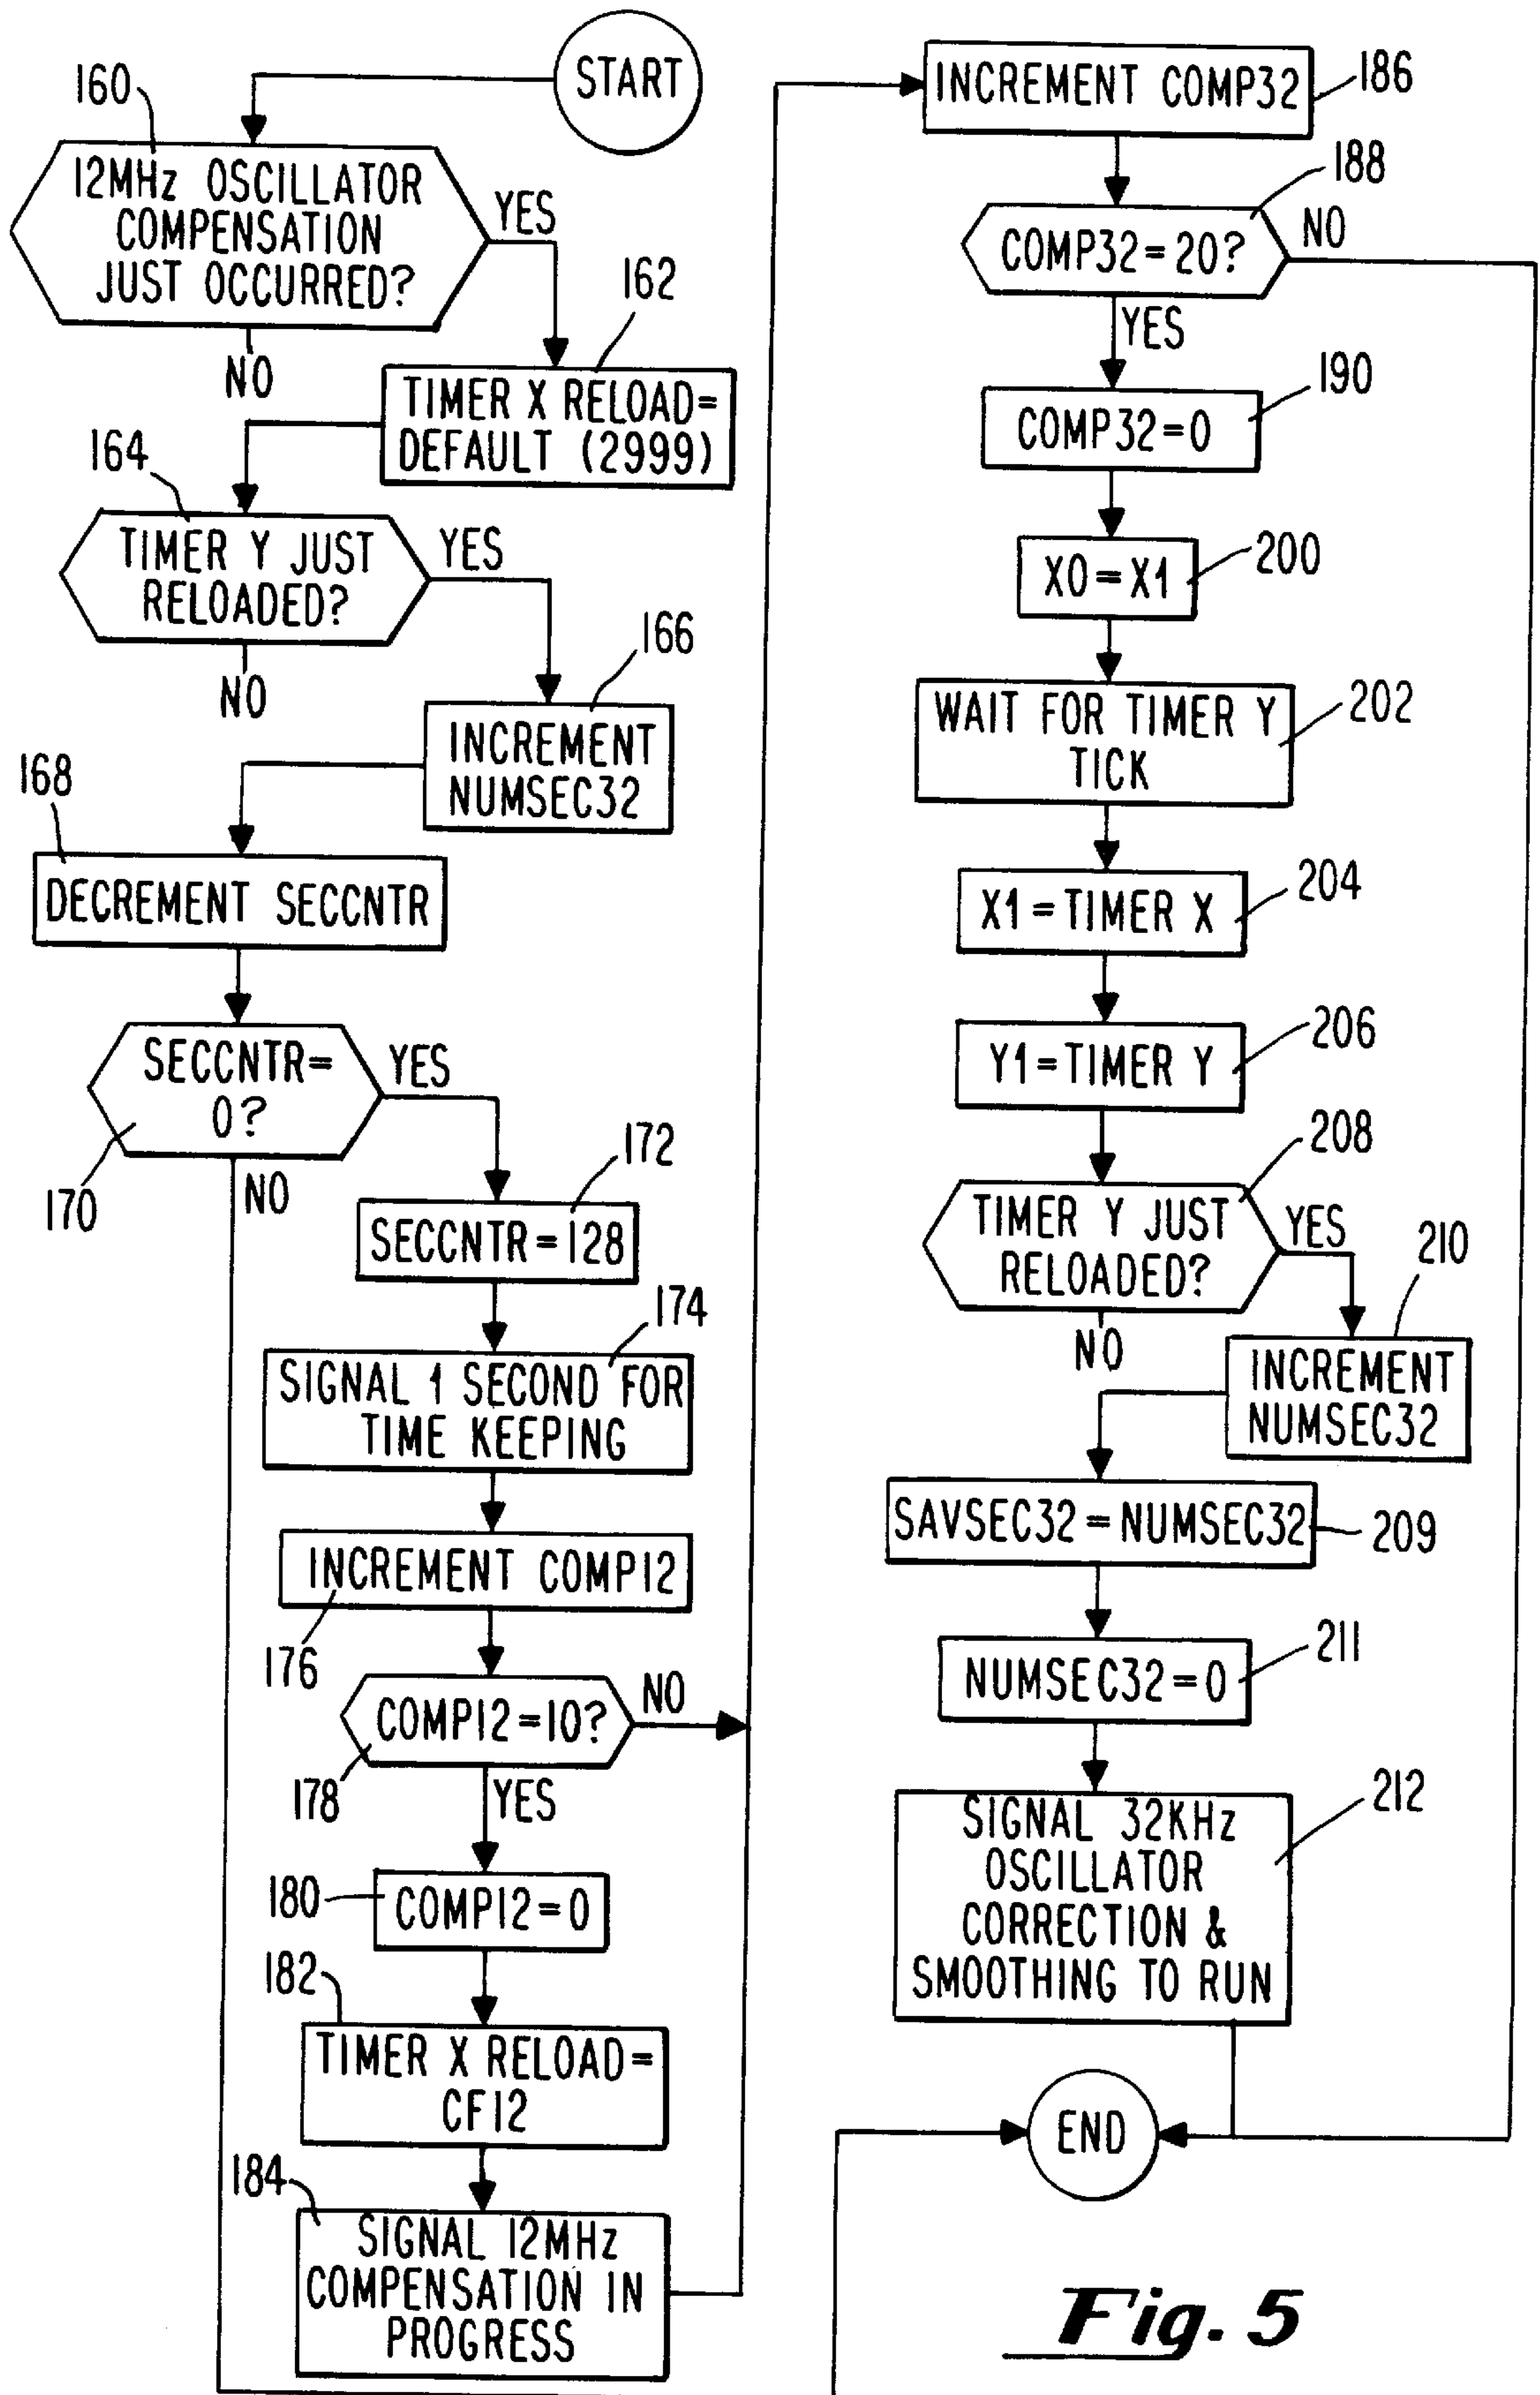 START
160
12MHz OSCILLATOR
COMPENSATION
JUST OCCURRED?
YES
NO
162
TIMER X RELOAD=
DEFAULT (2999)
164
TIMER Y JUST
RELOADED?
YES
NO
166
INCREMENT
NUMSEC32
168
DECREMENT SECCNTR
SECCNTR=
0?
YES
170
NO
172
SECCNTR=128
174
SIGNAL 1 SECOND FOR
TIME KEEPING
INCREMENT COMP12
176
COMP12=10?
NO
178
YES
180
COMP12=0
182
TIMER X RELOAD=
CF12
184
SIGNAL 12MHz
COMPENSATION IN
PROGRESS
INCREMENT COMP32
186
188
COMP32=20?
NO
YES
190
COMP32=0
200
X0=X1
WAIT FOR TIMER Y
TICK
202
204
X1=TIMER X
206
Y1=TIMER Y
208
TIMER Y JUST
RELOADED?
YES
NO
210
INCREMENT
NUMSEC32
SAVSEC32=NUMSEC32
209
211
NUMSEC32=0
212
SIGNAL 32KHz
OSCILLATOR
CORRECTION &
SMOOTHING TO RUN
END
Fig. 5